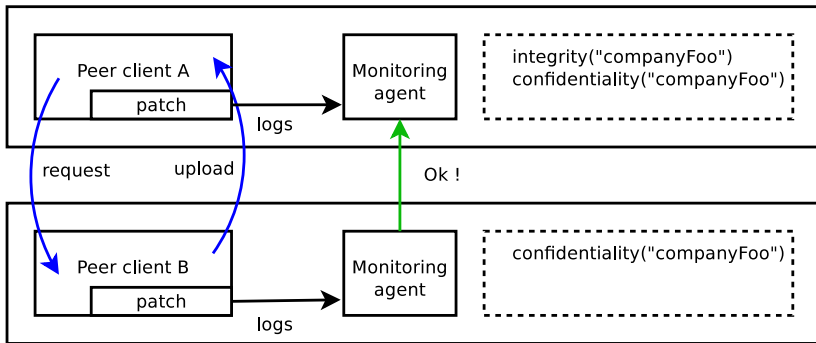 Peer client A
patch
logs
Monitoring
agent
integrity("companyFoo")
confidentiality("companyFoo")
request
upload
Ok !
Peer client B
patch
logs
Monitoring
agent
confidentiality("companyFoo")